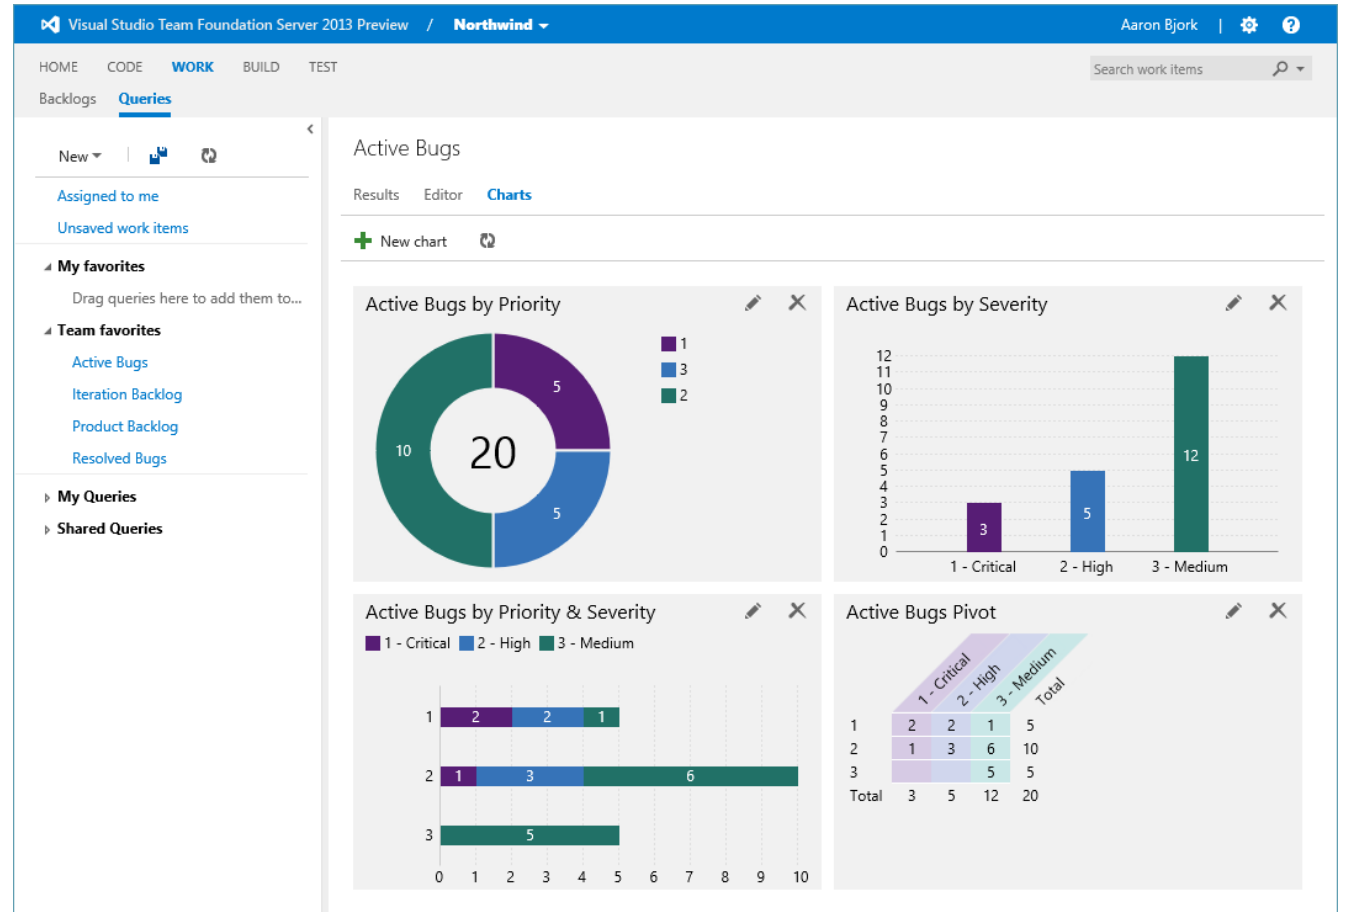 Visual Studio Team Foundation Server 2013 Preview / Northwind
Aaron Bjork |
HOME CODE WORK BUILD TEST
Search work items
Backlogs Queries
New
Assigned to me
Unsaved work items
My favorites
Drag queries here to add them to...
Team favorites
Active Bugs
Iteration Backlog
Product Backlog
Resolved Bugs
My Queries
Shared Queries
Active Bugs
Results Editor Charts
New chart
Active Bugs by Priority
1
3
2
5
10
20
5
Active Bugs by Severity
12
11
10
9
8
7
6
5
4
3
2
1
0
3
5
12
1 - Critical 2 - High 3 - Medium
Active Bugs by Priority & Severity
1 - Critical 2 - High 3 - Medium
1 2 2 1
2 1 3 6
3 5
0 1 2 3 4 5 6 7 8 9 10
Active Bugs Pivot
1 - Critical
2 - High
3 - Medium
Total
1 2 2 1 5
2 1 3 6 10
3 5 5
Total 3 5 12 20